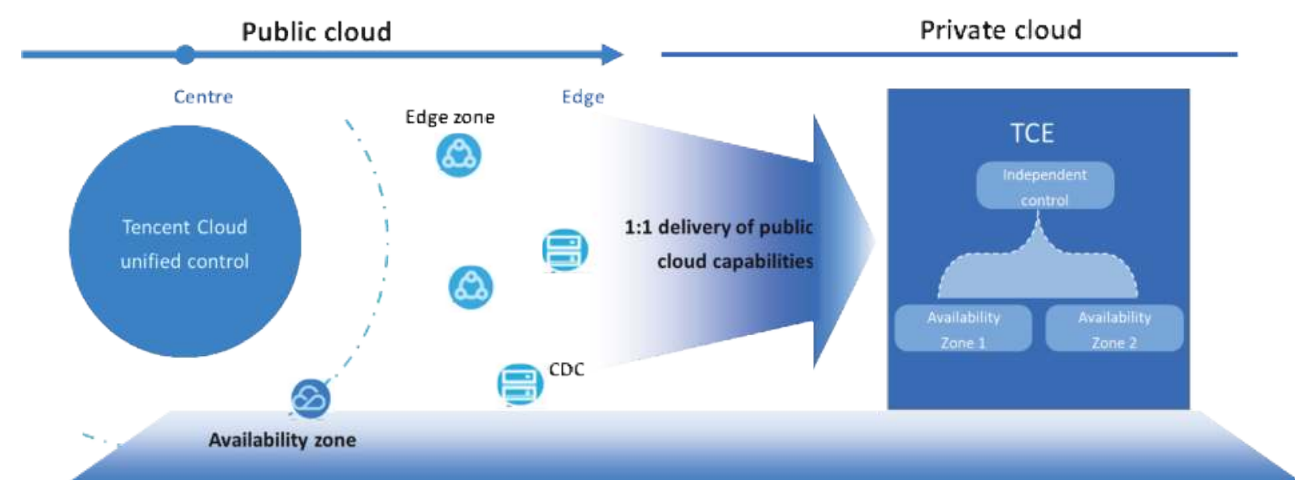 Public cloud
Private cloud
Centre
Edge
Edge zone
TCE
Independent
control
Tencent Cloud
unified control
1:1 delivery of public
cloud capabilities
Availability
Zone 1
Availability
Zone 2
CDC
Availability zone